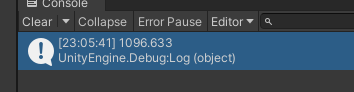 Console
Clear Collapse Error Pause Editor
[23:05:41] 1096.633
UnityEngine.Debug:Log (object)